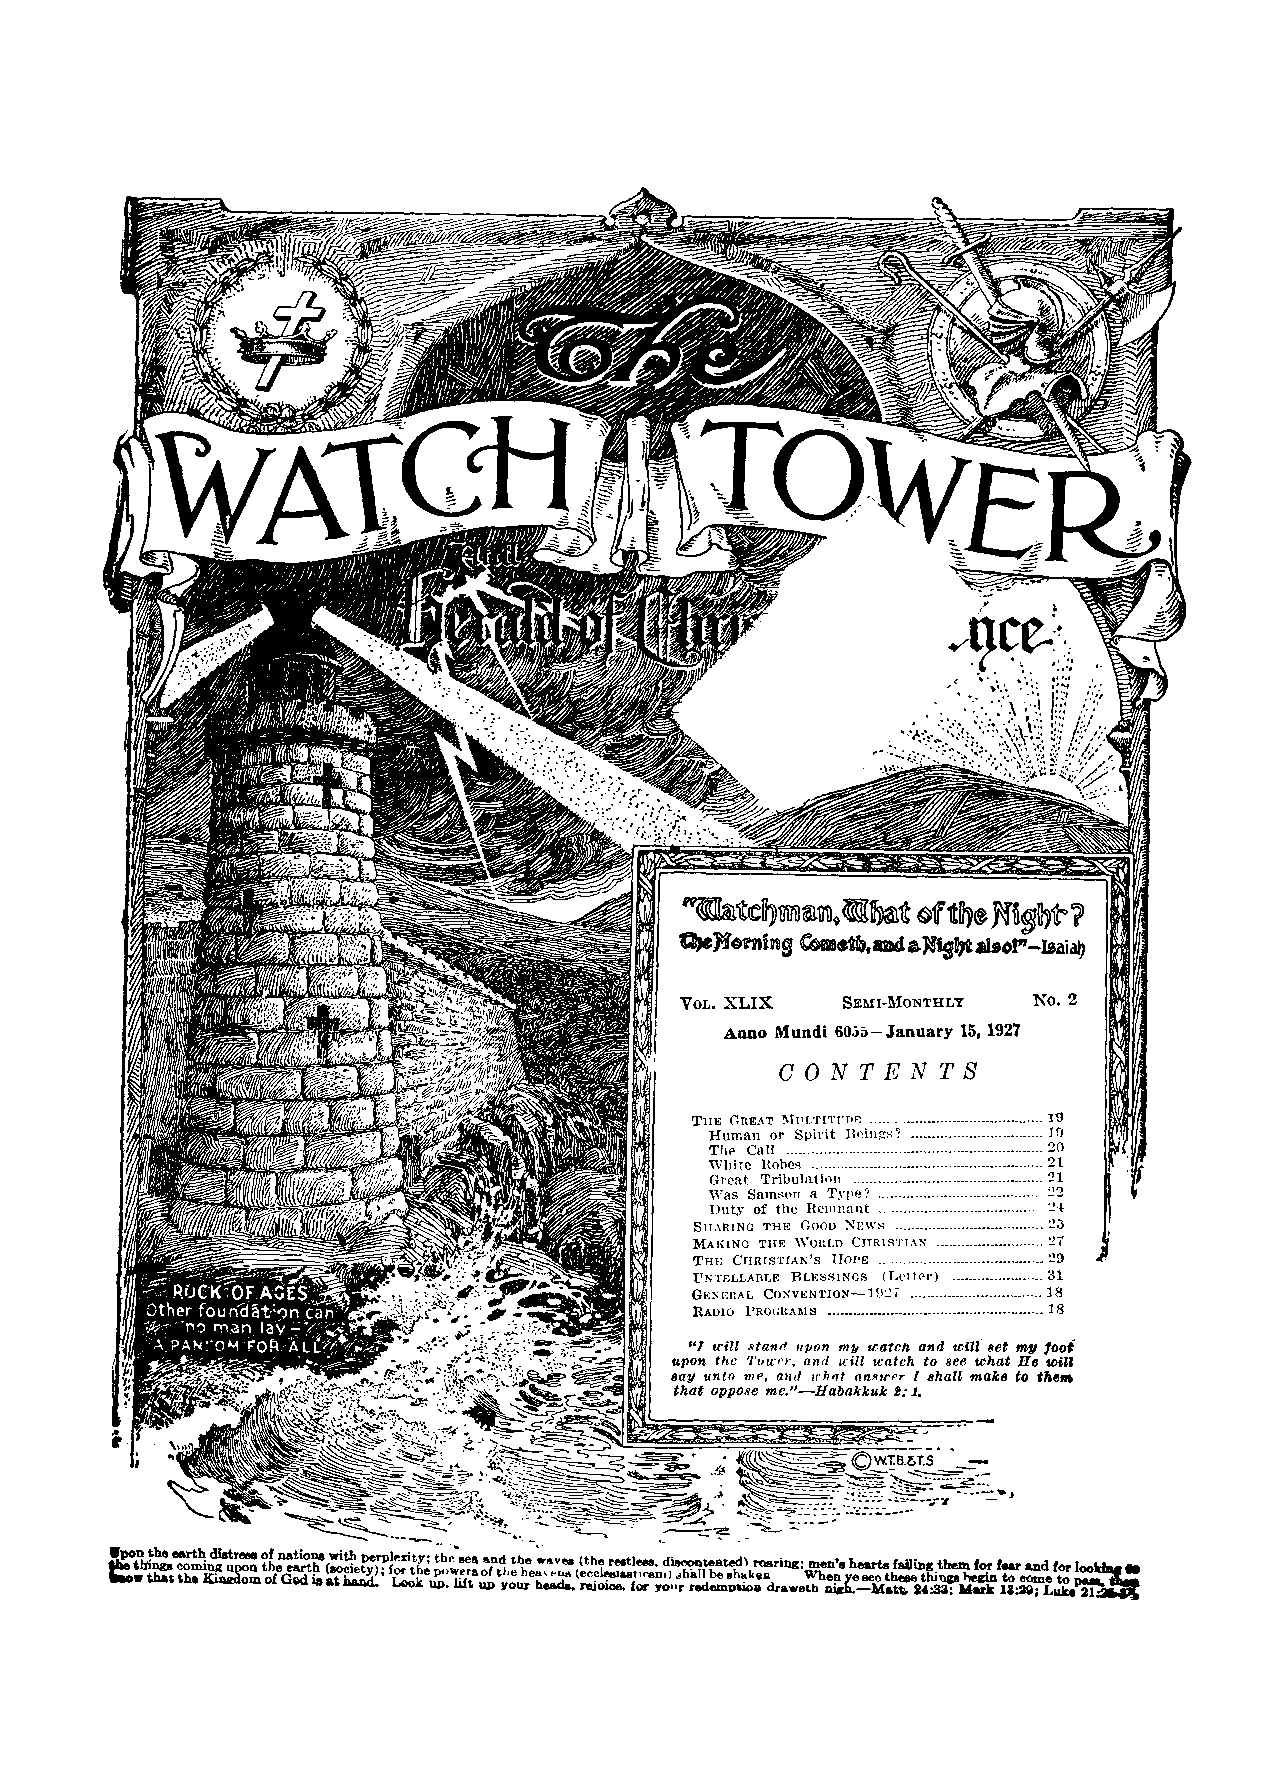 The
WATCH TOWER
And
Herald of Chris nce
"Watchman, What of the Night?
The Morning Cometh, and a Night also!"—Isaiah
VOL. XLIX SEMI-MONTHLY No. 2
Anno Mundi 6055—January 15, 1927
CONTENTS
THE GREAT MULTITUDE 19
Human or Spirit Beings? 19
The Call 20
White Robes 21
Great Tribulation 21
Was Samson a Type? 22
Duty of the Remnant 24
SHARING THE GOOD NEWS 25
MAKING THE WORLD CHRISTIAN 27
THE CHRISTIAN'S HOPE 29
UNTELLABLE BLESSINGS (Letter) 31
GENERAL CONVENTION—1927 18
RADIO PROGRAMS 18
"I will stand upon my watch and will set my foot
upon the Tower, and will watch to see what He will
say unto me, and what answer I shall make to them
that oppose me."—Habakkuk 2: 1.
ROCK OF AGES
Other foundation can
no man lay—
A RANSOM FOR ALL
©W.T.B.&T.S
Upon the earth distress of nations with perplexity; the sea and the waves (the restless, discontented) roaring; men's hearts failing them for fear and for looking to
the things coming upon the earth (society); for the powers of the heavens (ecclesiasticism) shall be shaken When ye see these things begin to come to pass, then
know that the Kingdom of God is at hand. Look up, lift up your heads, rejoice, for your redemption draweth nigh.—Matt. 24:33; Mark 13:29; Luke 21: